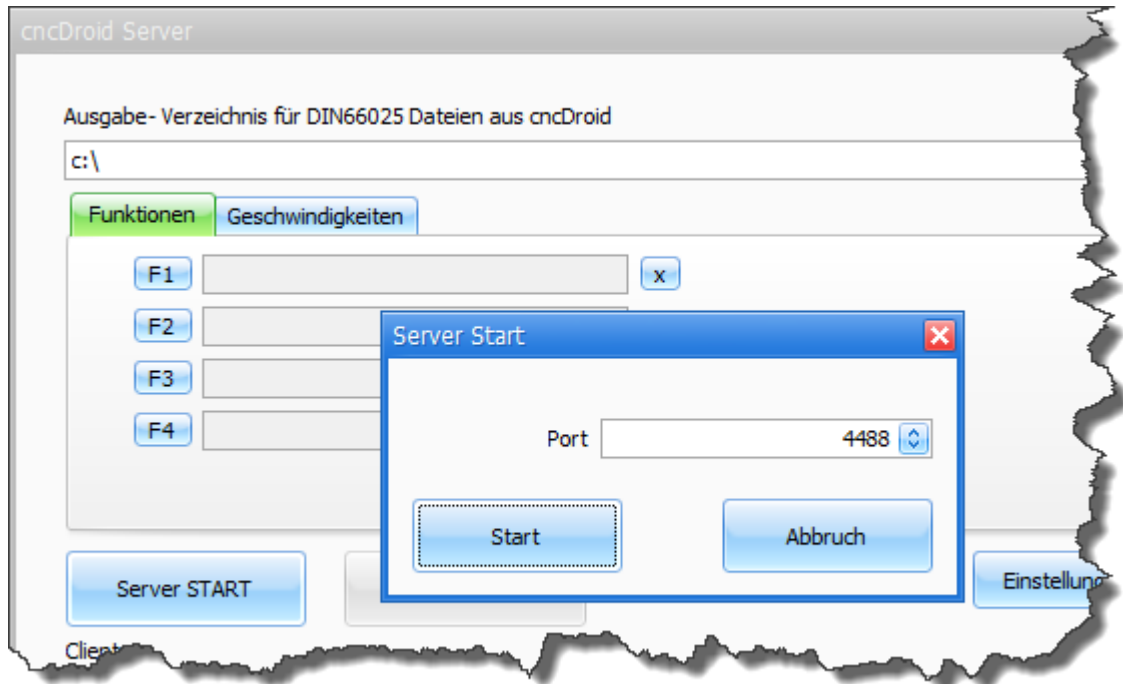 cncDroid Server
Ausgabe- Verzeichnis für DIN66025 Dateien aus cncDroid
c:\
Funktionen Geschwindigkeiten
F1 x
F2
Server Start
F3
Port 4488
F4
Start Abbruch
Server START